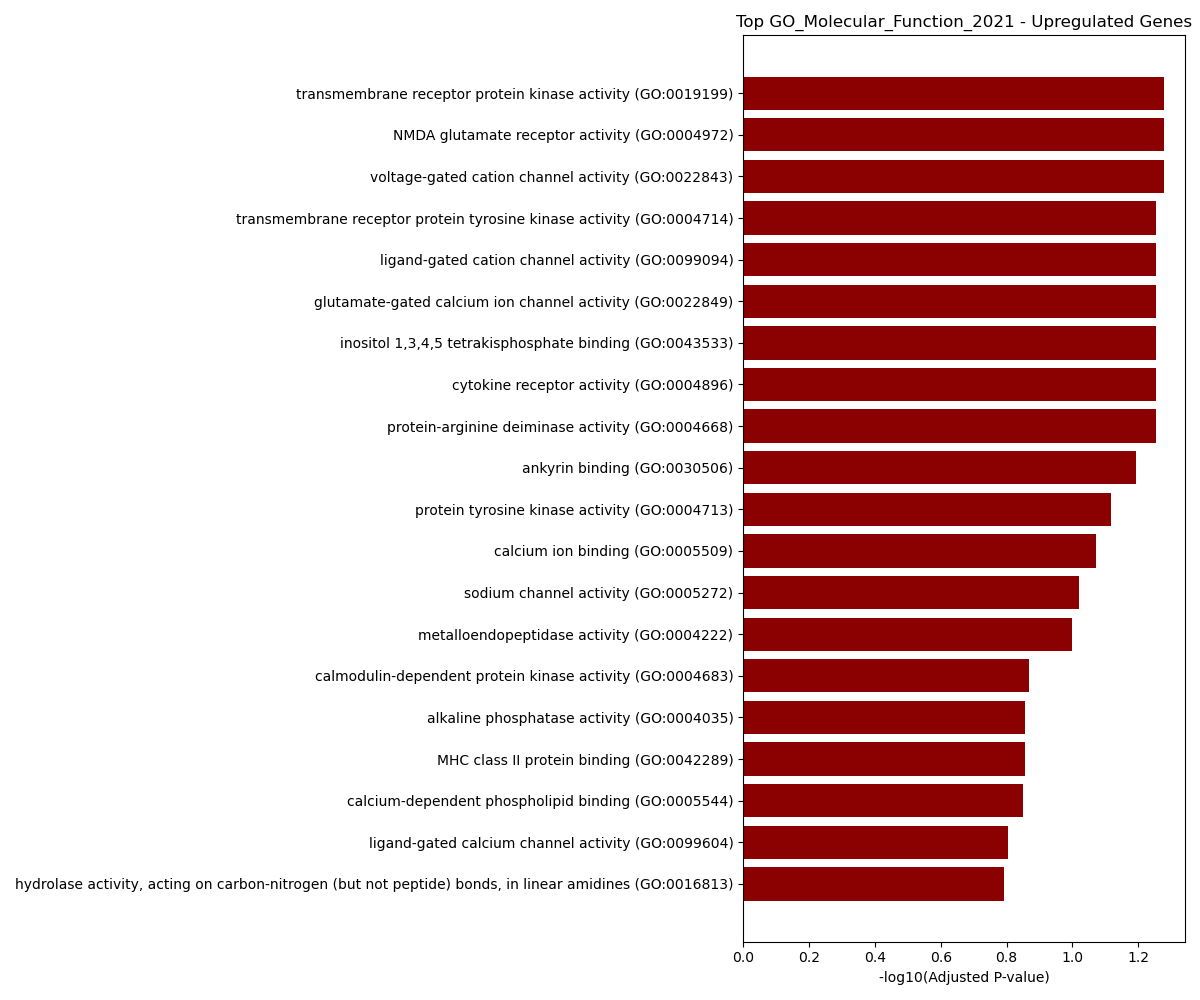 Top GO_Molecular_Function_2021 - Upregulated Genes
transmembrane receptor protein kinase activity (GO:0019199)
NMDA glutamate receptor activity (GO:0004972)
voltage-gated cation channel activity (GO:0022843)
transmembrane receptor protein tyrosine kinase activity (GO:0004714)
ligand-gated cation channel activity (GO:0099094)
glutamate-gated calcium ion channel activity (GO:0022849)
inositol 1,3,4,5 tetrakisphosphate binding (GO:0043533)
cytokine receptor activity (GO:0004896)
protein-arginine deiminase activity (GO:0004668)
ankyrin binding (GO:0030506)
protein tyrosine kinase activity (GO:0004713)
calcium ion binding (GO:0005509)
sodium channel activity (GO:0005272)
metalloendopeptidase activity (GO:0004222)
calmodulin-dependent protein kinase activity (GO:0004683)
alkaline phosphatase activity (GO:0004035)
MHC class II protein binding (GO:0042289)
calcium-dependent phospholipid binding (GO:0005544)
ligand-gated calcium channel activity (GO:0099604)
hydrolase activity, acting on carbon-nitrogen (but not peptide) bonds, in linear amidines (GO:0016813)
0.0 0.2 0.4 0.6 0.8 1.0 1.2
-log10(Adjusted P-value)